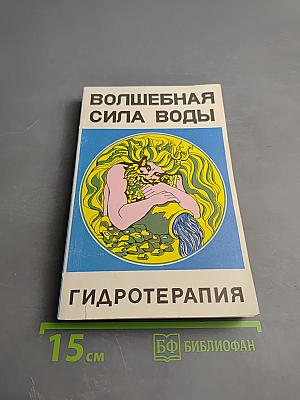 ВОЛШЕБНАЯ
СИЛА ВОДЫ
ГИДРОТЕРАПИЯ
15 см
БФ БИБЛИОФАН